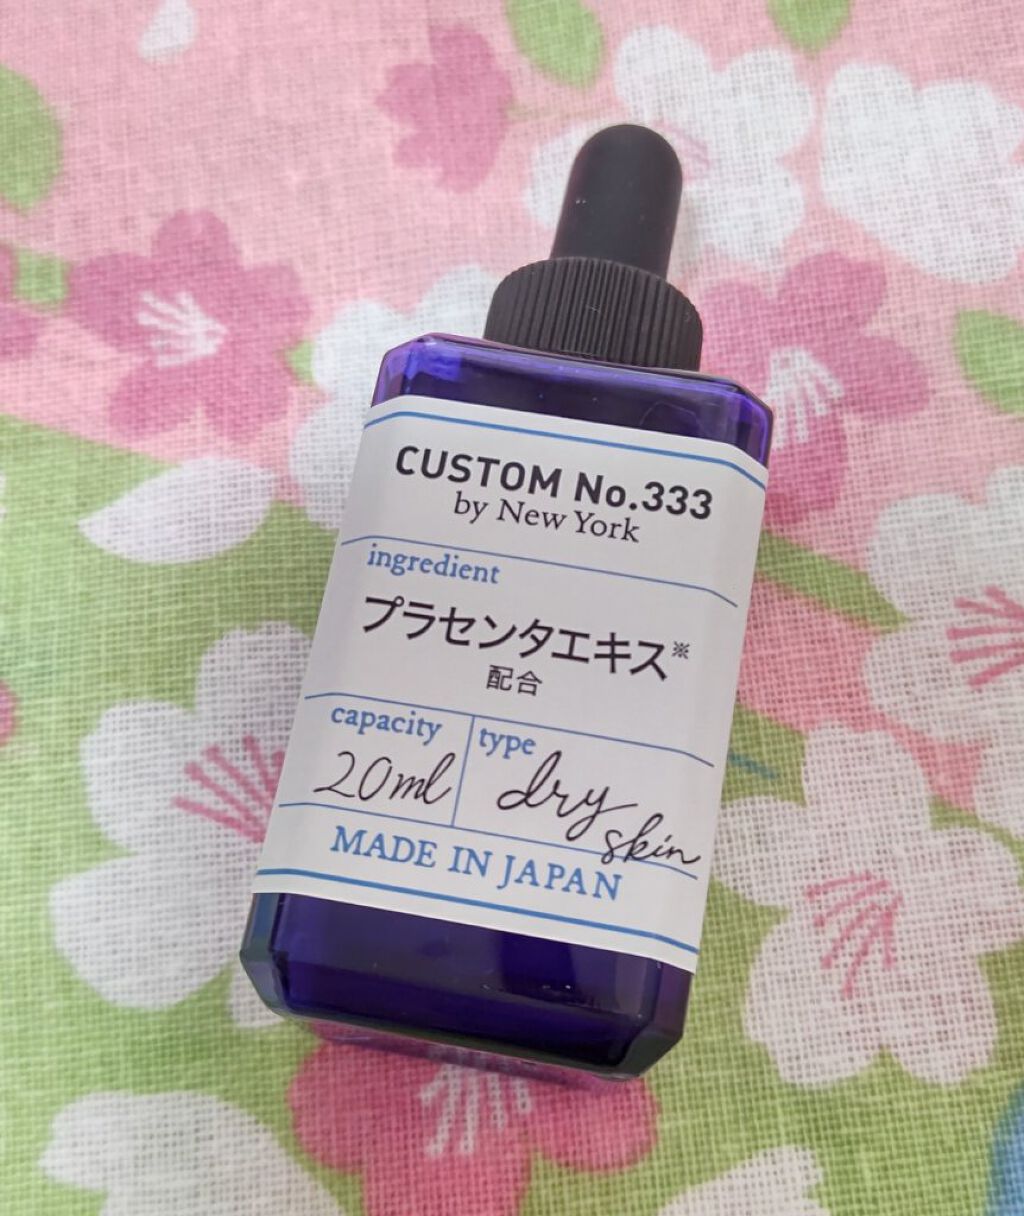 CUSTOM No.333
by New York
ingredient
プラセンタエキス※
配合
capacity
20ml
type
dry
skin
MADE IN JAPAN